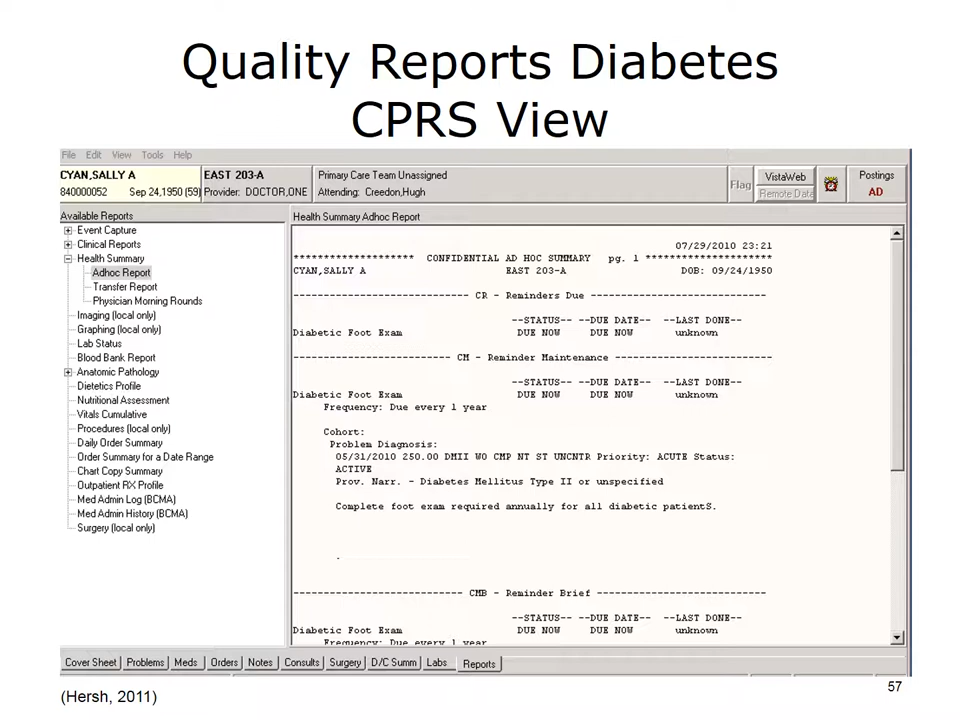 Quality Reports Diabetes
CPRS View
File Edit View Tools Help
CYAN,SALLY A
840000052 Sep 24,1950 (59)
EAST 203-A
Provider: DOCTOR,ONE
Primary Care Team Unassigned
Attending: Creedon,Hugh
Flag
VistaWeb
Remote Data
Postings
AD
Available Reports
Event Capture
Clinical Reports
Health Summary
Adhoc Report
Transfer Report
Physician Morning Rounds
Imaging (local only)
Graphing (local only)
Lab Status
Blood Bank Report
Anatomic Pathology
Dietetics Profile
Nutritional Assessment
Vitals Cumulative
Procedures (local only)
Daily Order Summary
Order Summary for a Date Range
Chart Copy Summary
Outpatient RX Profile
Med Admin Log (BCMA)
Med Admin History (BCMA)
Surgery (local only)
Health Summary Adhoc Report
07/29/2010 23:21
******************** CONFIDENTIAL AD HOC SUMMARY pg. 1 *********************
CYAN,SALLY A EAST 203-A DOB: 09/24/1950
---------------------------- CR - Reminders Due ----------------------------
--STATUS-- --DUE DATE-- --LAST DONE--
Diabetic Foot Exam DUE NOW DUE NOW unknown
------------------------- CM - Reminder Maintenance -------------------------
--STATUS-- --DUE DATE-- --LAST DONE--
Diabetic Foot Exam DUE NOW DUE NOW unknown
Frequency: Due every 1 year
Cohort:
Problem Diagnosis:
05/31/2010 250.00 DMII WO CMP NT ST UNCNTR Priority: ACUTE Status:
ACTIVE
Prov. Narr. - Diabetes Mellitus Type II or unspecified
Complete foot exam required annually for all diabetic patientS.
---------------------------- CMB - Reminder Brief ---------------------------
--STATUS-- --DUE DATE-- --LAST DONE--
Diabetic Foot Exam DUE NOW DUE NOW unknown
Frequency: Due every 1 year
Cover Sheet Problems Meds Orders Notes Consults Surgery D/C Summ Labs Reports
(Hersh, 2011)
57